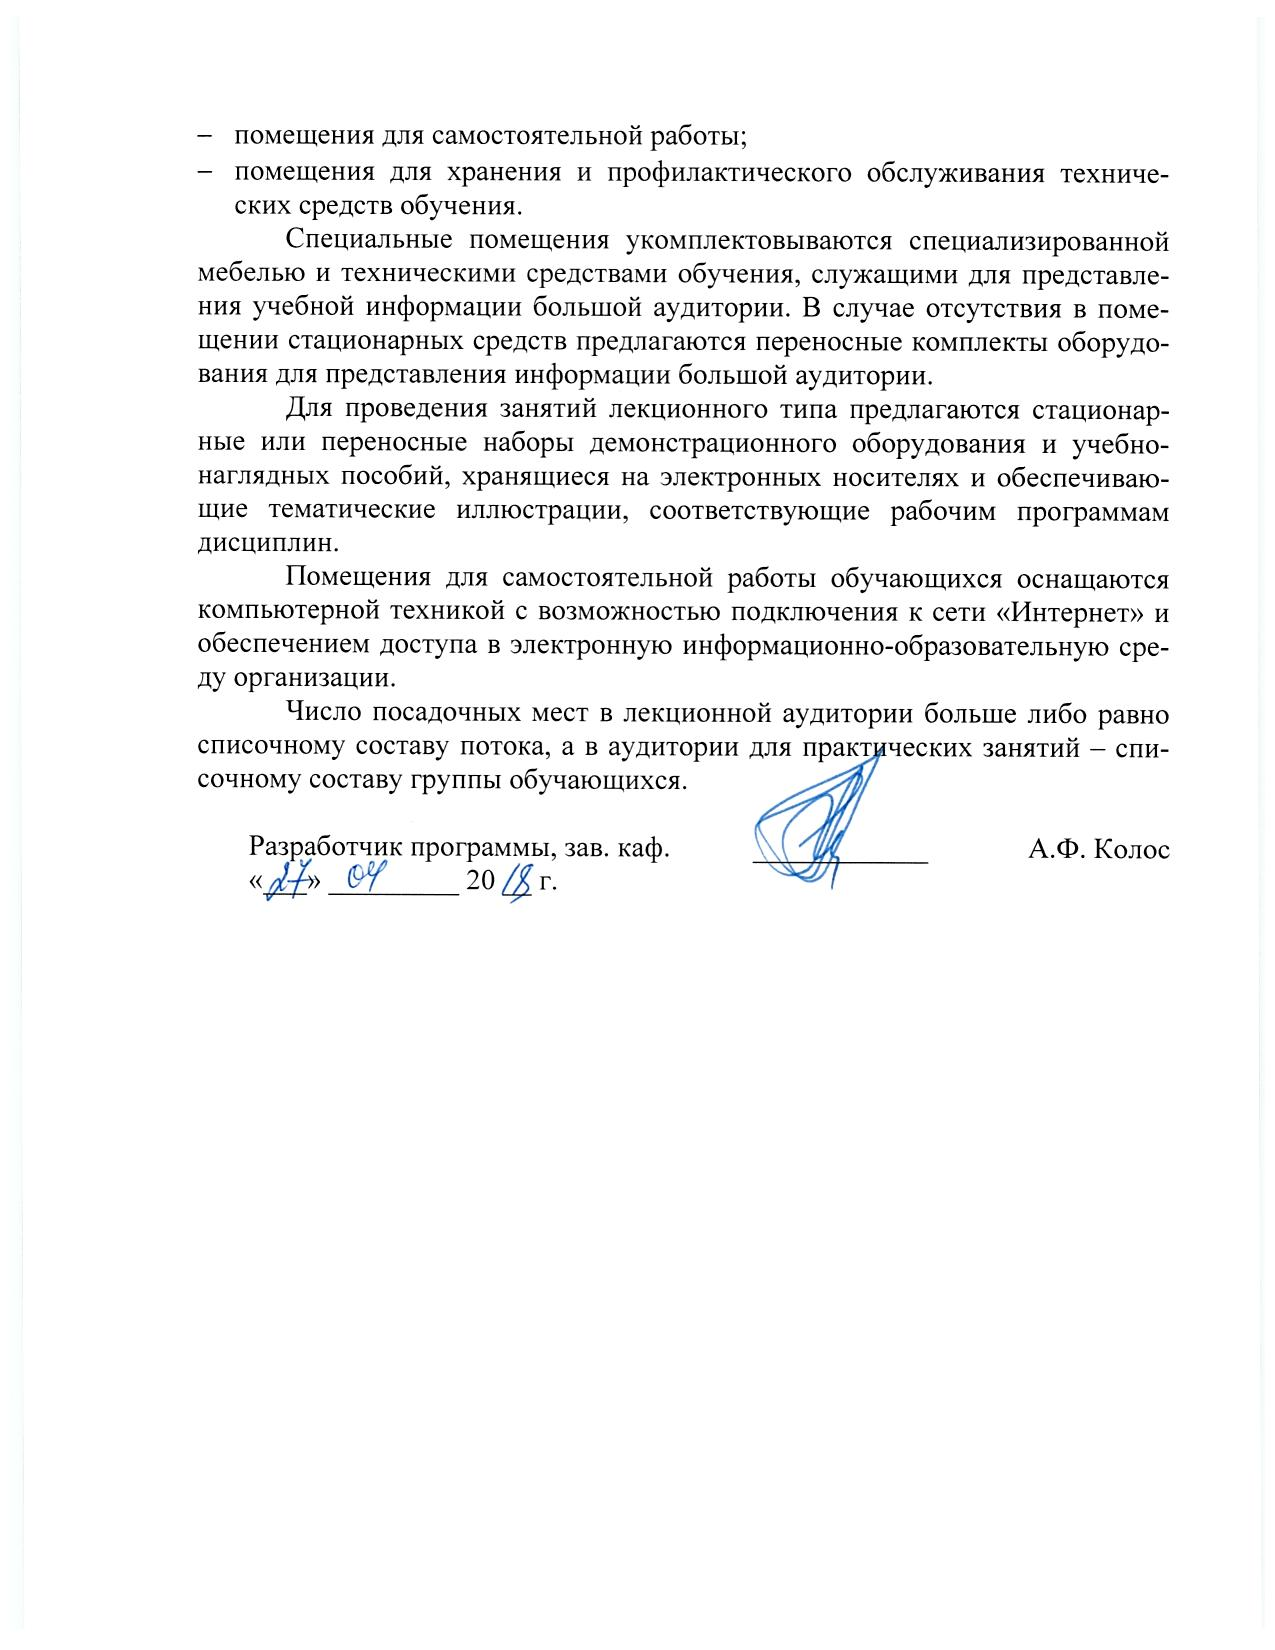 – помещения для самостоятельной работы;
– помещения для хранения и профилактического обслуживания техниче-
ских средств обучения.
Специальные помещения укомплектовываются специализированной
мебелью и техническими средствами обучения, служащими для представле-
ния учебной информации большой аудитории. В случае отсутствия в поме-
щении стационарных средств предлагаются переносные комплекты оборудо-
вания для представления информации большой аудитории.
Для проведения занятий лекционного типа предлагаются стационар-
ные или переносные наборы демонстрационного оборудования и учебно-
наглядных пособий, хранящиеся на электронных носителях и обеспечиваю-
щие тематические иллюстрации, соответствующие рабочим программам
дисциплин.
Помещения для самостоятельной работы обучающихся оснащаются
компьютерной техникой с возможностью подключения к сети «Интернет» и
обеспечением доступа в электронную информационно-образовательную сре-
ду организации.
Число посадочных мест в лекционной аудитории больше либо равно
списочному составу потока, а в аудитории для практических занятий – спи-
сочному составу группы обучающихся.
Разработчик программы, зав. каф. А.Ф. Колос
«27» 04 2018 г.